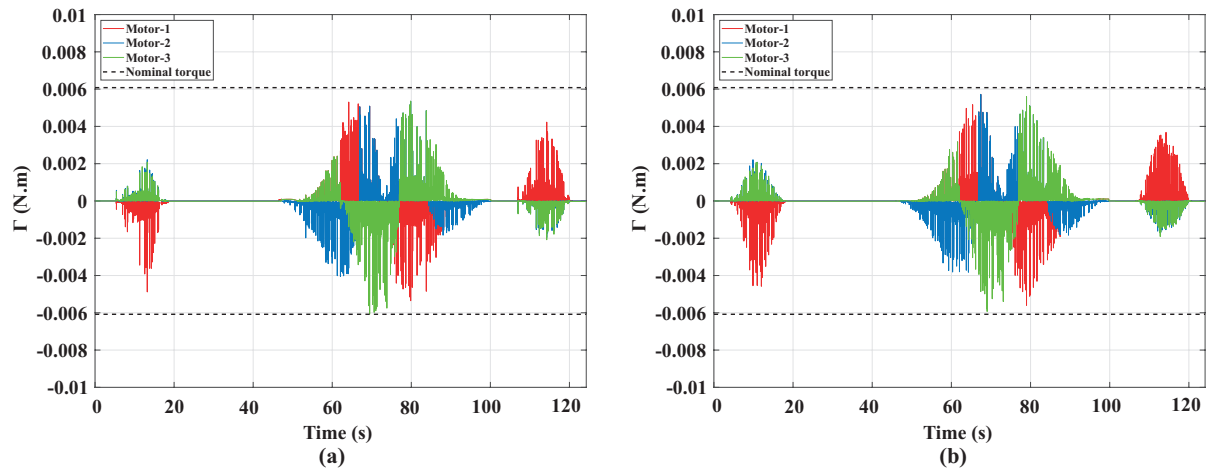 0.01
0.008
0.006
0.004
0.002
0
-0.002
-0.004
-0.006
-0.008
-0.01
Γ (N.m)
Motor-1
Motor-2
Motor-3
Nominal torque
0 20 40 60 80 100 120
Time (s)
(a)
0.01
0.008
0.006
0.004
0.002
0
-0.002
-0.004
-0.006
-0.008
-0.01
Γ (N.m)
Motor-1
Motor-2
Motor-3
Nominal torque
0 20 40 60 80 100 120
Time (s)
(b)